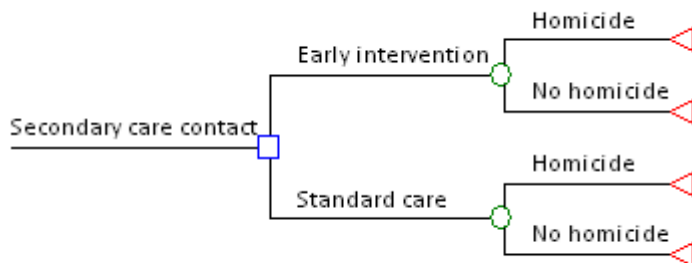 Homicide
Early intervention
No homicide
Secondary care contact
Homicide
Standard care
No homicide